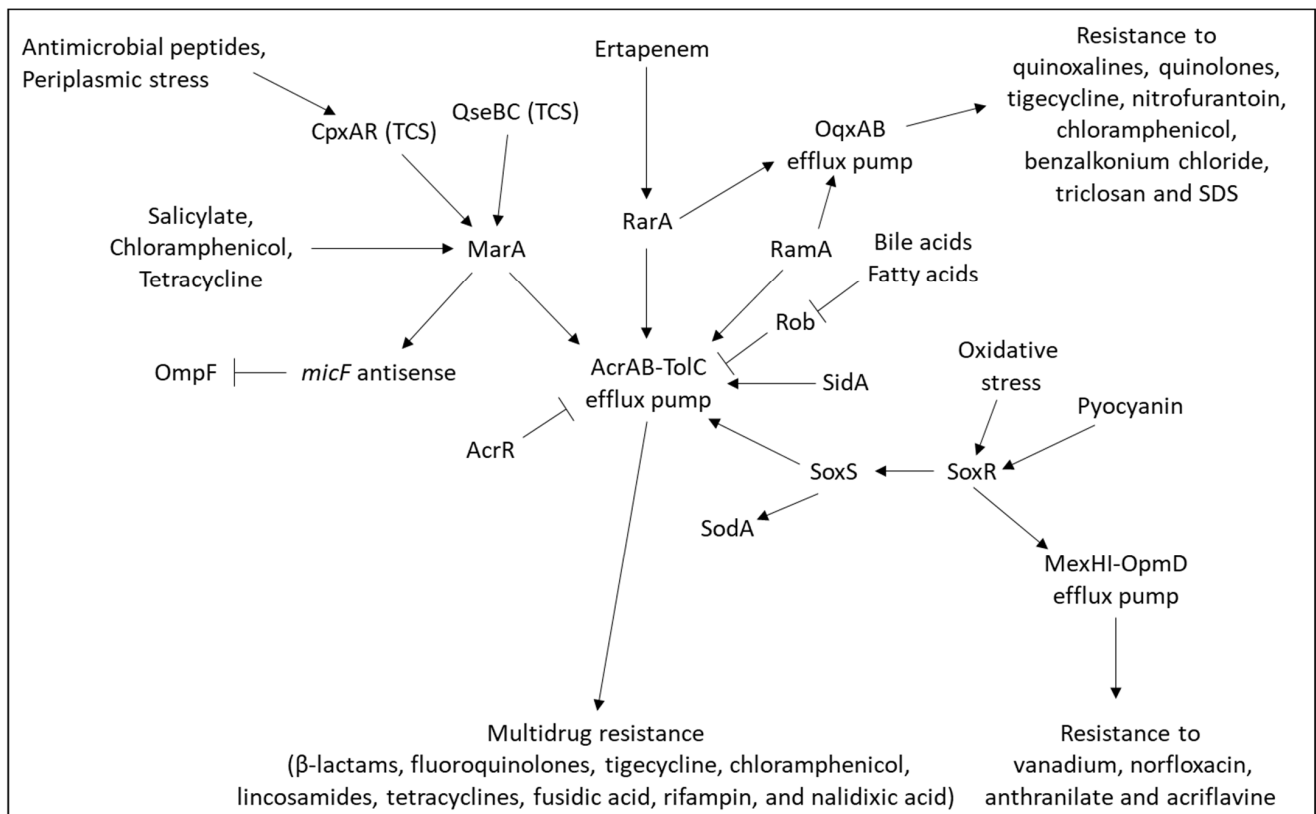 Antimicrobial peptides,
Periplasmic stress
Ertapenem
Resistance to
quinoxalines, quinolones,
tigecycline, nitrofurantoin,
chloramphenicol,
benzalkonium chloride,
triclosan and SDS
CpxAR (TCS)
QseBC (TCS)
OqxAB
efflux pump
Salicylate,
Chloramphenicol,
Tetracycline
MarA
RarA
RamA
Bile acids
Fatty acids
Rob
OmpF
micF antisense
AcrAB-TolC
efflux pump
SidA
Oxidative
stress
Pyocyanin
AcrR
SoxS
SoxR
SodA
MexHI-OpmD
efflux pump
Multidrug resistance
(β-lactams, fluoroquinolones, tigecycline, chloramphenicol,
lincosamides, tetracyclines, fusidic acid, rifampin, and nalidixic acid)
Resistance to
vanadium, norfloxacin,
anthranilate and acriflavine